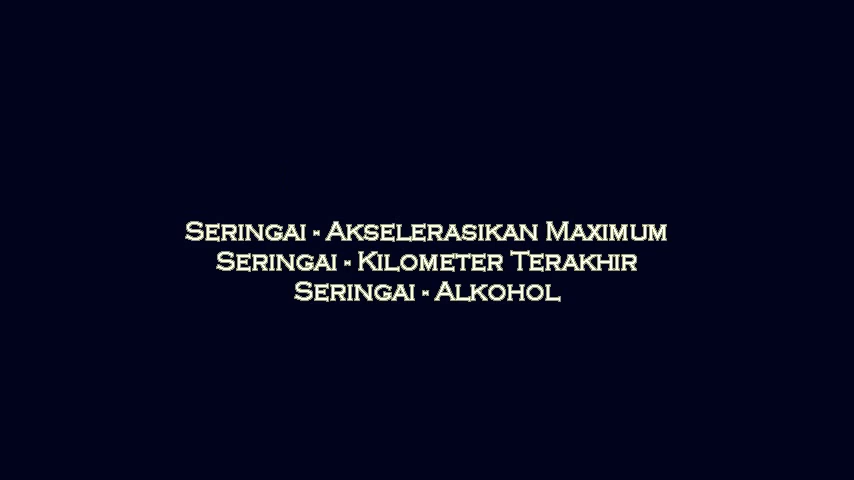 Seringai - Akselerasikan Maximum
Seringai - Kilometer Terakhir
Seringai - Alkohol